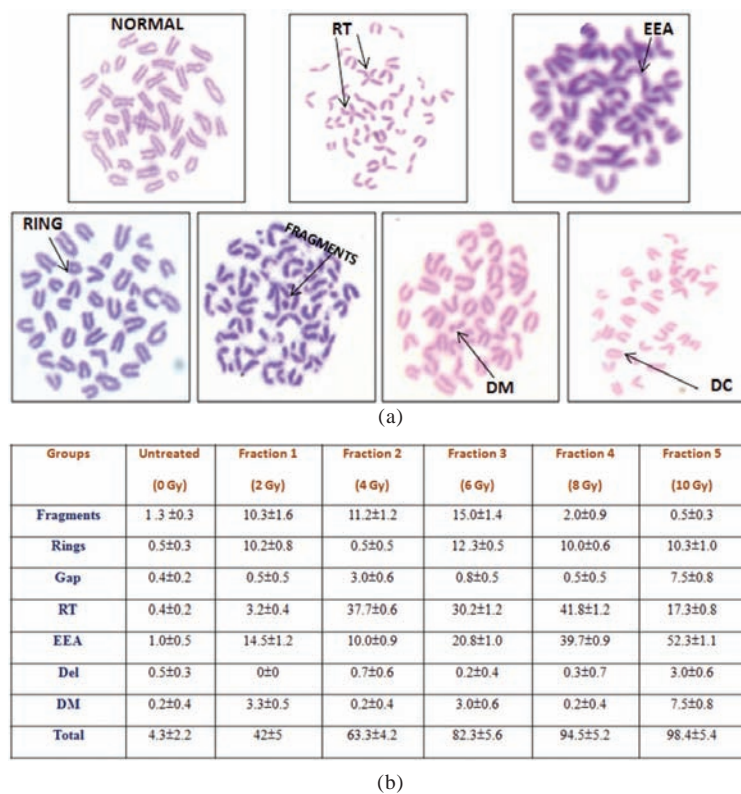 NORMAL
RT
EEA
RING
FRAGMENTS
DM
DC
(a)
Groups Untreated Fraction 1 Fraction 2 Fraction 3 Fraction 4 Fraction 5
(0 Gy) (2 Gy) (4 Gy) (6 Gy) (8 Gy) (10 Gy)
Fragments 1.3 ±0.3 10.3±1.6 11.2±1.2 15.0±1.4 2.0±0.9 0.5±0.3
Rings 0.5±0.3 10.2±0.8 0.5±0.5 12.3±0.5 10.0±0.6 10.3±1.0
Gap 0.4±0.2 0.5±0.5 3.0±0.6 0.8±0.5 0.5±0.5 7.5±0.8
RT 0.4±0.2 3.2±0.4 37.7±0.6 30.2±1.2 41.8±1.2 17.3±0.8
EEA 1.0±0.5 14.5±1.2 10.0±0.9 20.8±1.0 39.7±0.9 52.3±1.1
Del 0.5±0.3 0±0 0.7±0.6 0.2±0.4 0.3±0.7 3.0±0.6
DM 0.2±0.4 3.3±0.5 0.2±0.4 3.0±0.6 0.2±0.4 7.5±0.8
Total 4.3±2.2 42±5 63.3±4.2 82.3±5.6 94.5±5.2 98.4±5.4
(b)